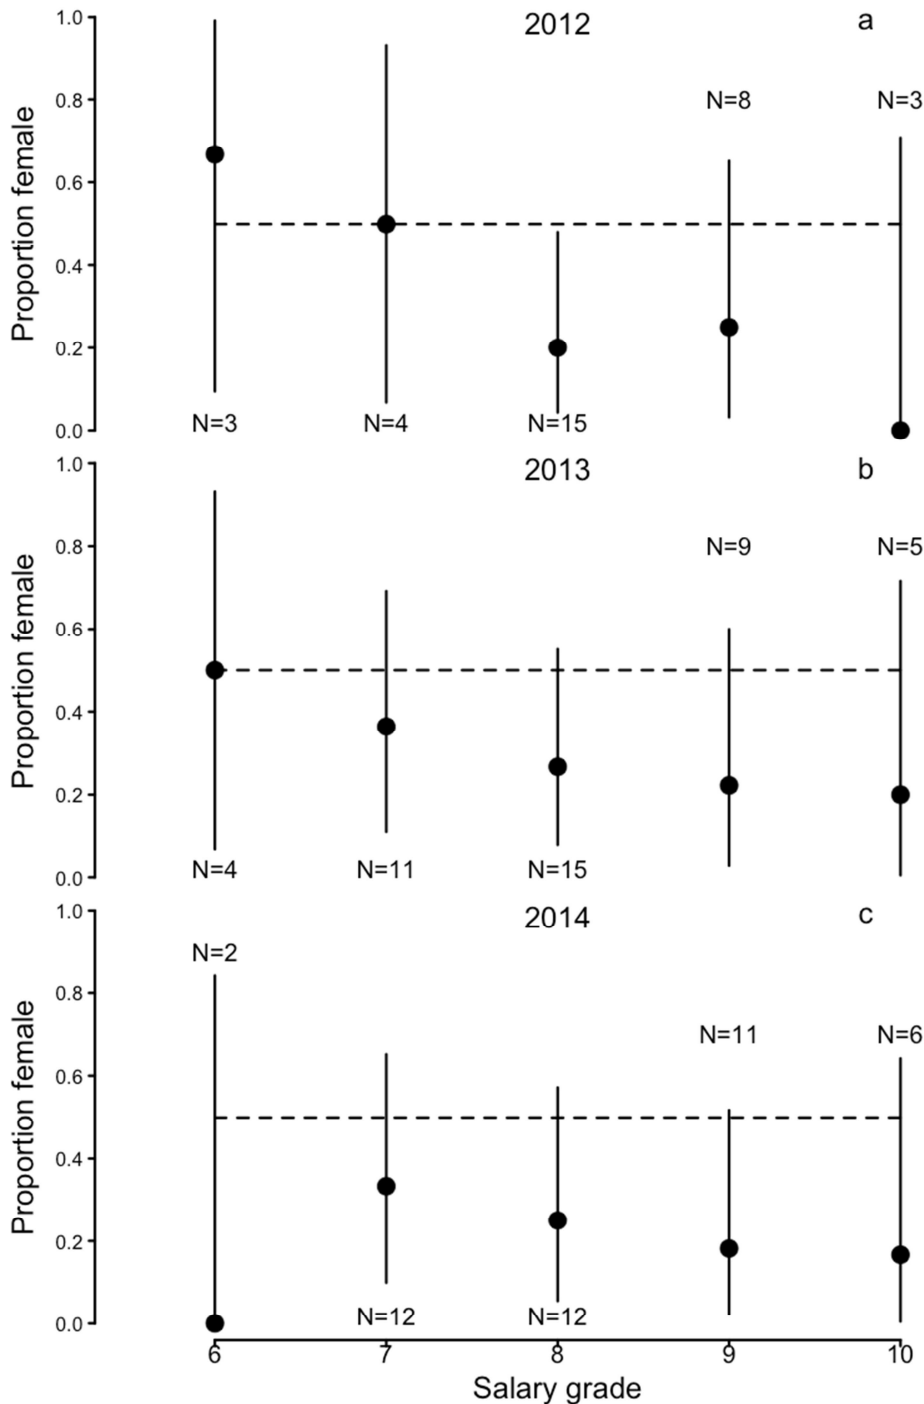 2012
a
1.0
0.8
0.6
0.4
0.2
0.0
Proportion female
N=8
N=3
N=3
N=4
N=15
2013
b
1.0
0.8
0.6
0.4
0.2
0.0
Proportion female
N=9
N=5
N=4
N=11
N=15
2014
c
1.0
0.8
0.6
0.4
0.2
0.0
Proportion female
N=2
N=11
N=6
N=12
N=12
6 7 8 9 10
Salary grade